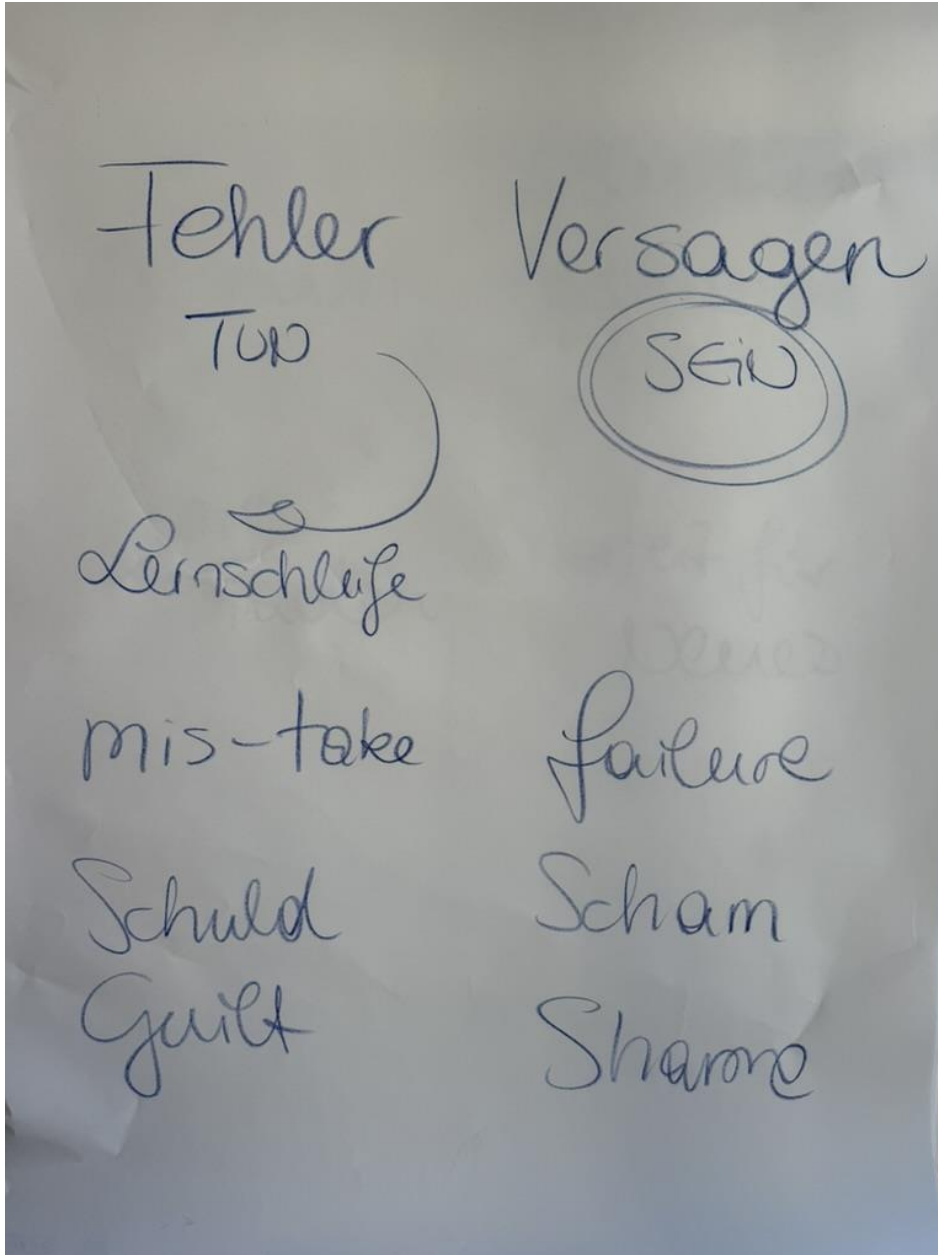 Fehler Versagen
TUN SEiN
Lernschleife
mis-take failure
Schuld Scham
Guilt Shame